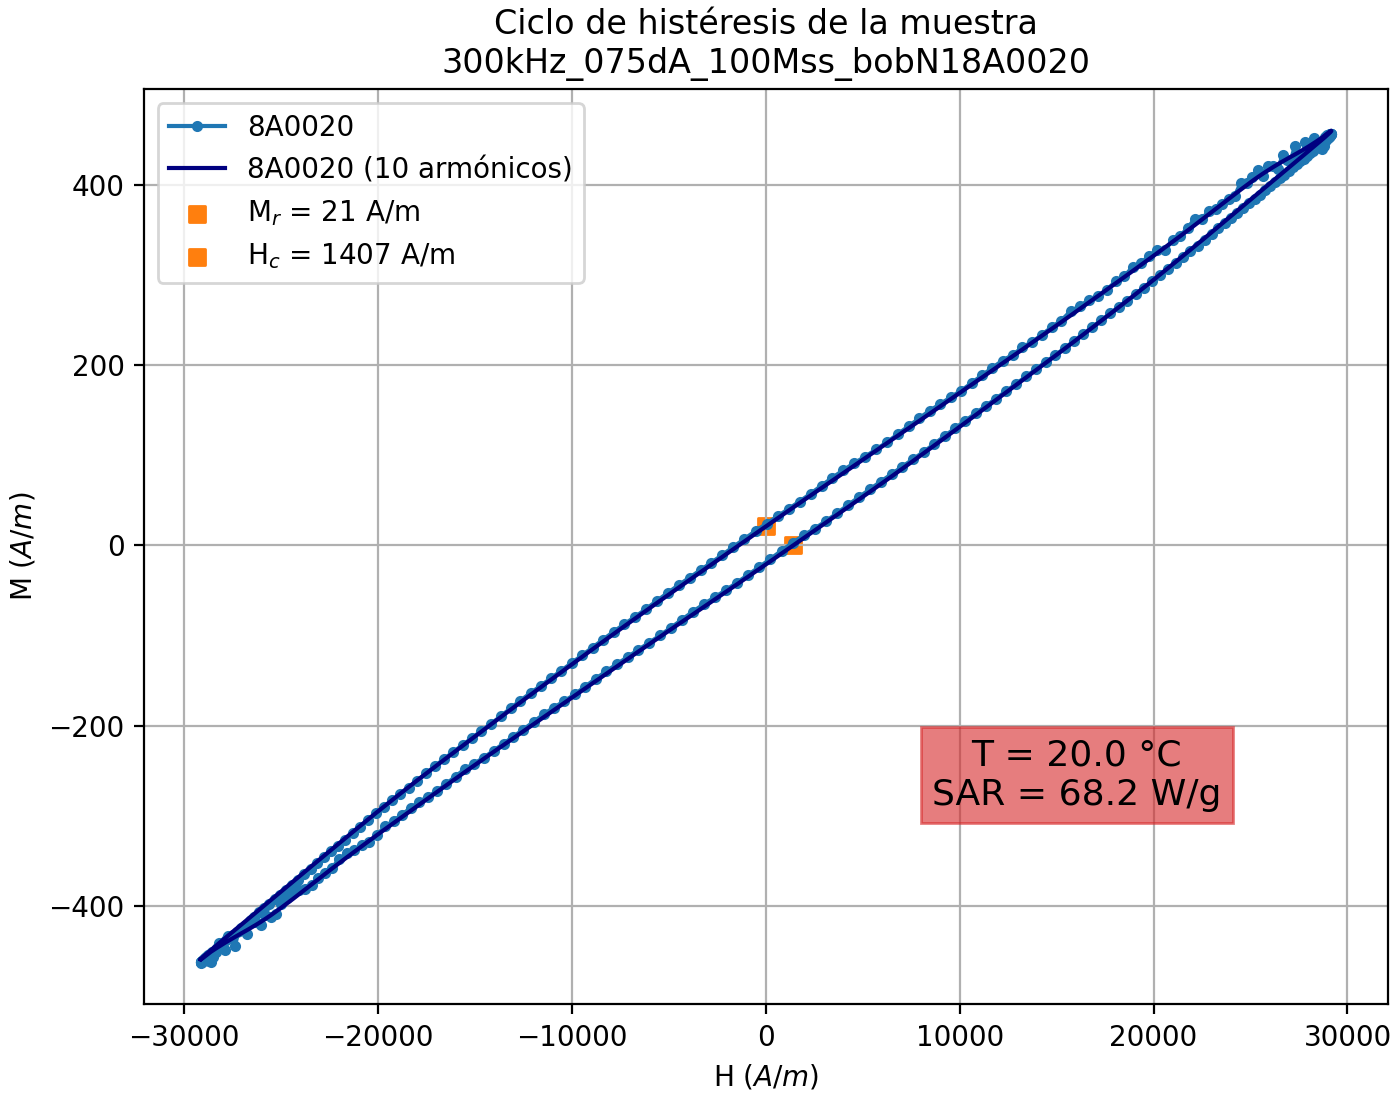 Ciclo de histéresis de la muestra
300kHz_075dA_100Mss_bobN18A0020
8A0020
8A0020 (10 armónicos)
Mᵣ = 21 A/m
H꜀ = 1407 A/m
400
200
0
−200
−400
M (A/m)
T = 20.0 °C
SAR = 68.2 W/g
−30000
−20000
−10000
0
10000
20000
30000
H (A/m)